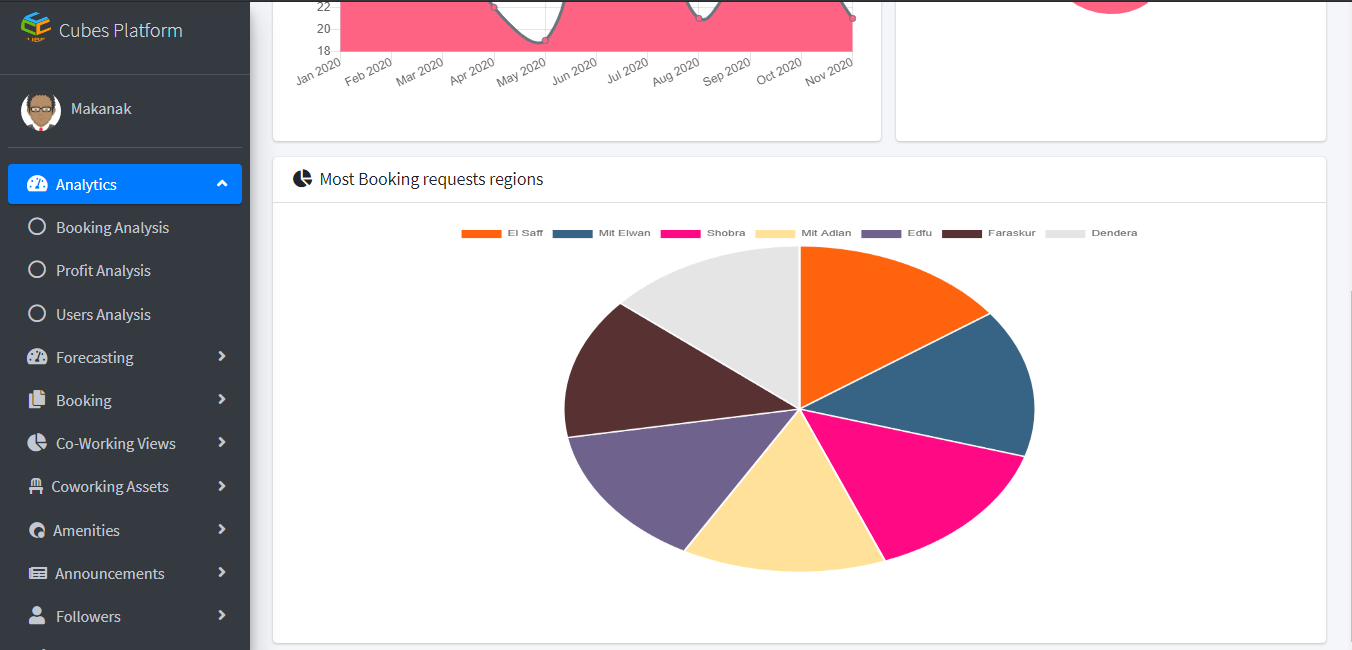 Cubes Platform
Makanak
Analytics
Booking Analysis
Profit Analysis
Users Analysis
Forecasting
Booking
Co-Working Views
Coworking Assets
Amenities
Announcements
Followers
22
20
18
Jan 2020 Feb 2020 Mar 2020 Apr 2020 May 2020 Jun 2020 Jul 2020 Aug 2020 Sep 2020 Oct 2020 Nov 2020
Most Booking requests regions
El Saff Mit Elwan Shobra Mit Adlan Edfu Faraskur Dendera